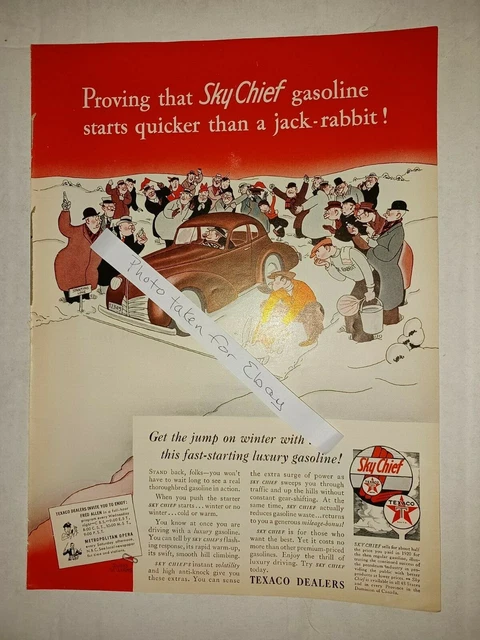 Proving that Sky Chief gasoline
starts quicker than a jack-rabbit!
Photo taken for Ebay
Get the jump on winter with
this fast-starting luxury gasoline!
STAND back, folks—you won't
have to wait long to see a real
thoroughbred gasoline in action.
When you push the starter
SKY CHIEF starts... winter or no
winter... cold or warm.
You know at once you are
driving with a luxury gasoline.
You can tell by SKY CHIEF'S flash-
ing response, its rapid warm-up,
its swift, smooth hill climbing.
SKY CHIEF'S instant volatility
and high anti-knock give you
these extras. You can sense
the extra surge of power as
SKY CHIEF sweeps you through
traffic and up the hills without
constant gear-shifting. At the
same time, SKY CHIEF actually
reduces gasoline waste...returns
to you a generous mileage-bonus!
SKY CHIEF is for those who
want the best. Yet it costs no
more than other premium-priced
gasolines. Enjoy the thrill of
luxury driving. Try SKY CHIEF
today.
TEXACO DEALERS
Sky Chief
TEXACO
TEXACO DEALERS INVITE YOU TO ENJOY:
FRED ALLEN
METROPOLITAN OPERA